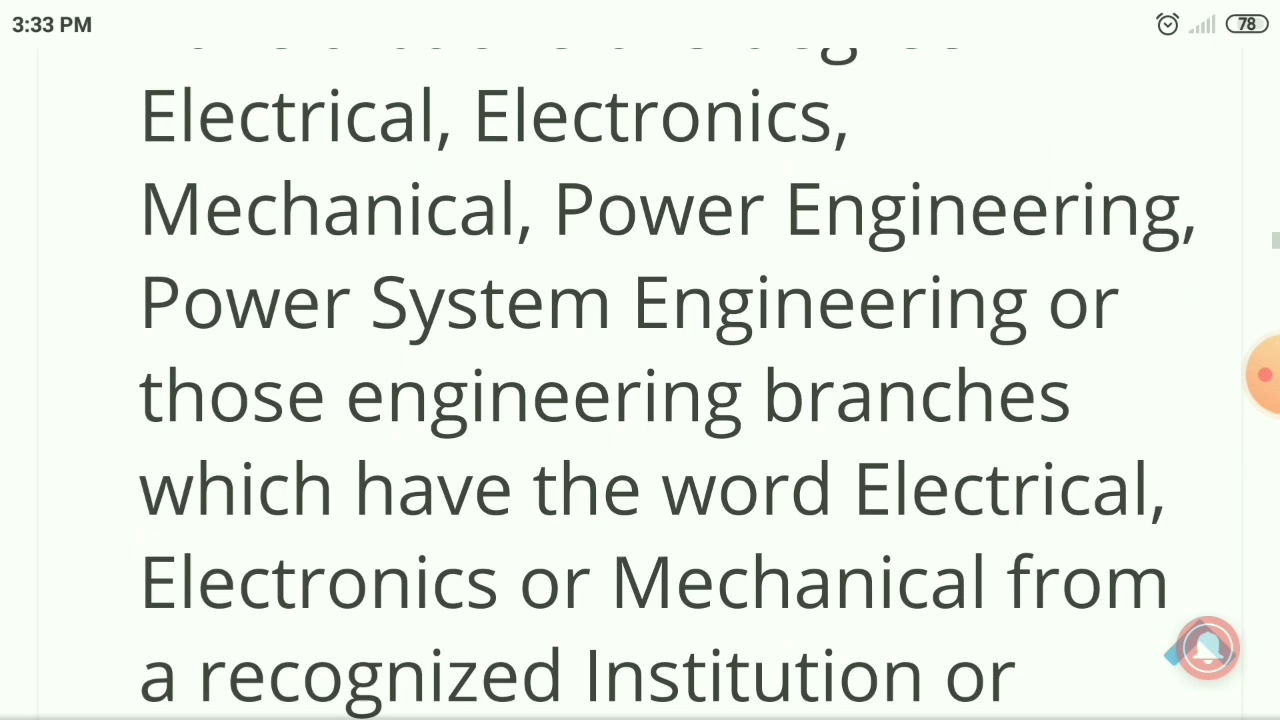 3:33 PM
78
Electrical, Electronics,
Mechanical, Power Engineering,
Power System Engineering or
those engineering branches
which have the word Electrical,
Electronics or Mechanical from
a recognized Institution or